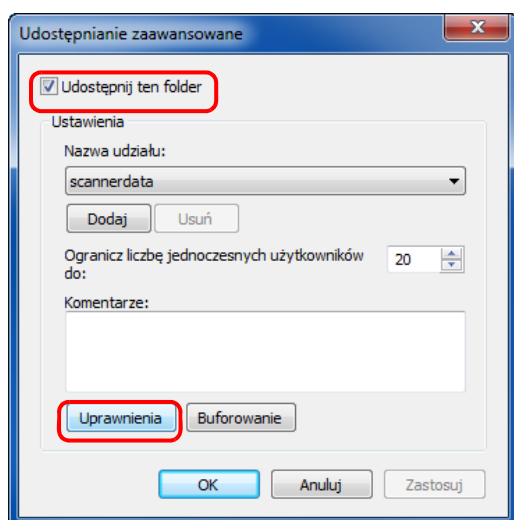 Udostępnianie zaawansowane
Udostępnij ten folder
Ustawienia
Nazwa udziału:
scannerdata
Dodaj Usuń
Ogranicz liczbę jednoczesnych użytkowników do: 20
Komentarze:
Uprawnienia Buforowanie
OK Anuluj Zastosuj